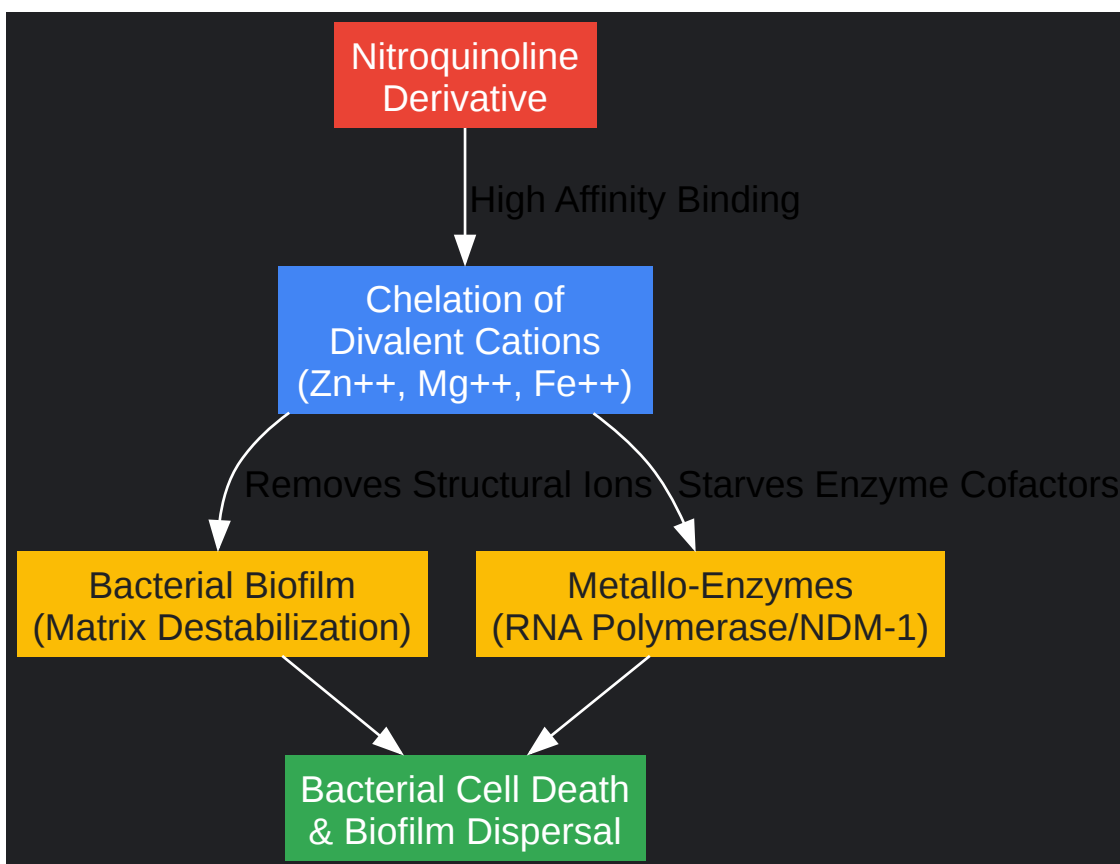 Nitroquinoline
Derivative
High Affinity Binding
Chelation of
Divalent Cations
(Zn++, Mg++, Fe++)
Removes Structural Ions
Starves Enzyme Cofactors
Bacterial Biofilm
(Matrix Destabilization)
Metallo-Enzymes
(RNA Polymerase/NDM-1)
Bacterial Cell Death
& Biofilm Dispersal